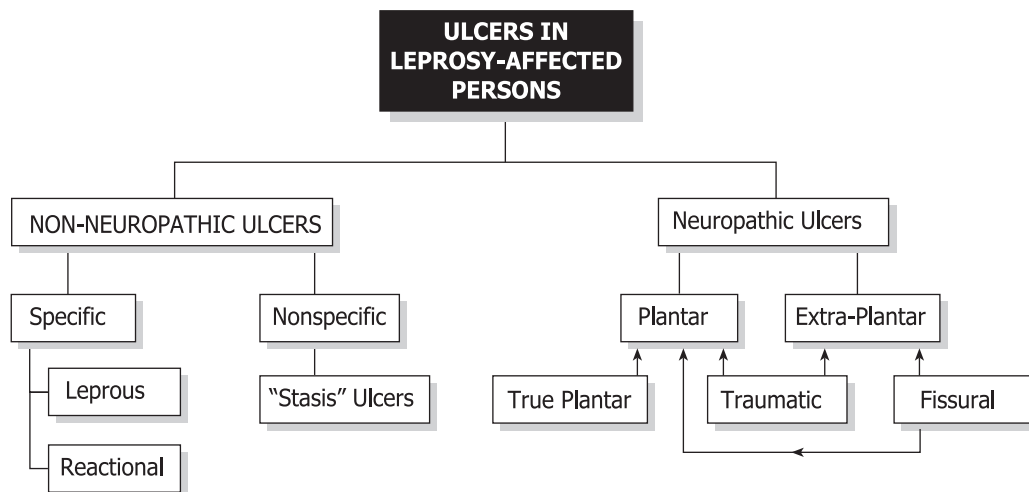 ULCERS IN
LEPROSY-AFFECTED
PERSONS
NON-NEUROPATHIC ULCERS
Neuropathic Ulcers
Specific
Nonspecific
Plantar
Extra-Plantar
Leprous
“Stasis” Ulcers
True Plantar
Traumatic
Fissural
Reactional